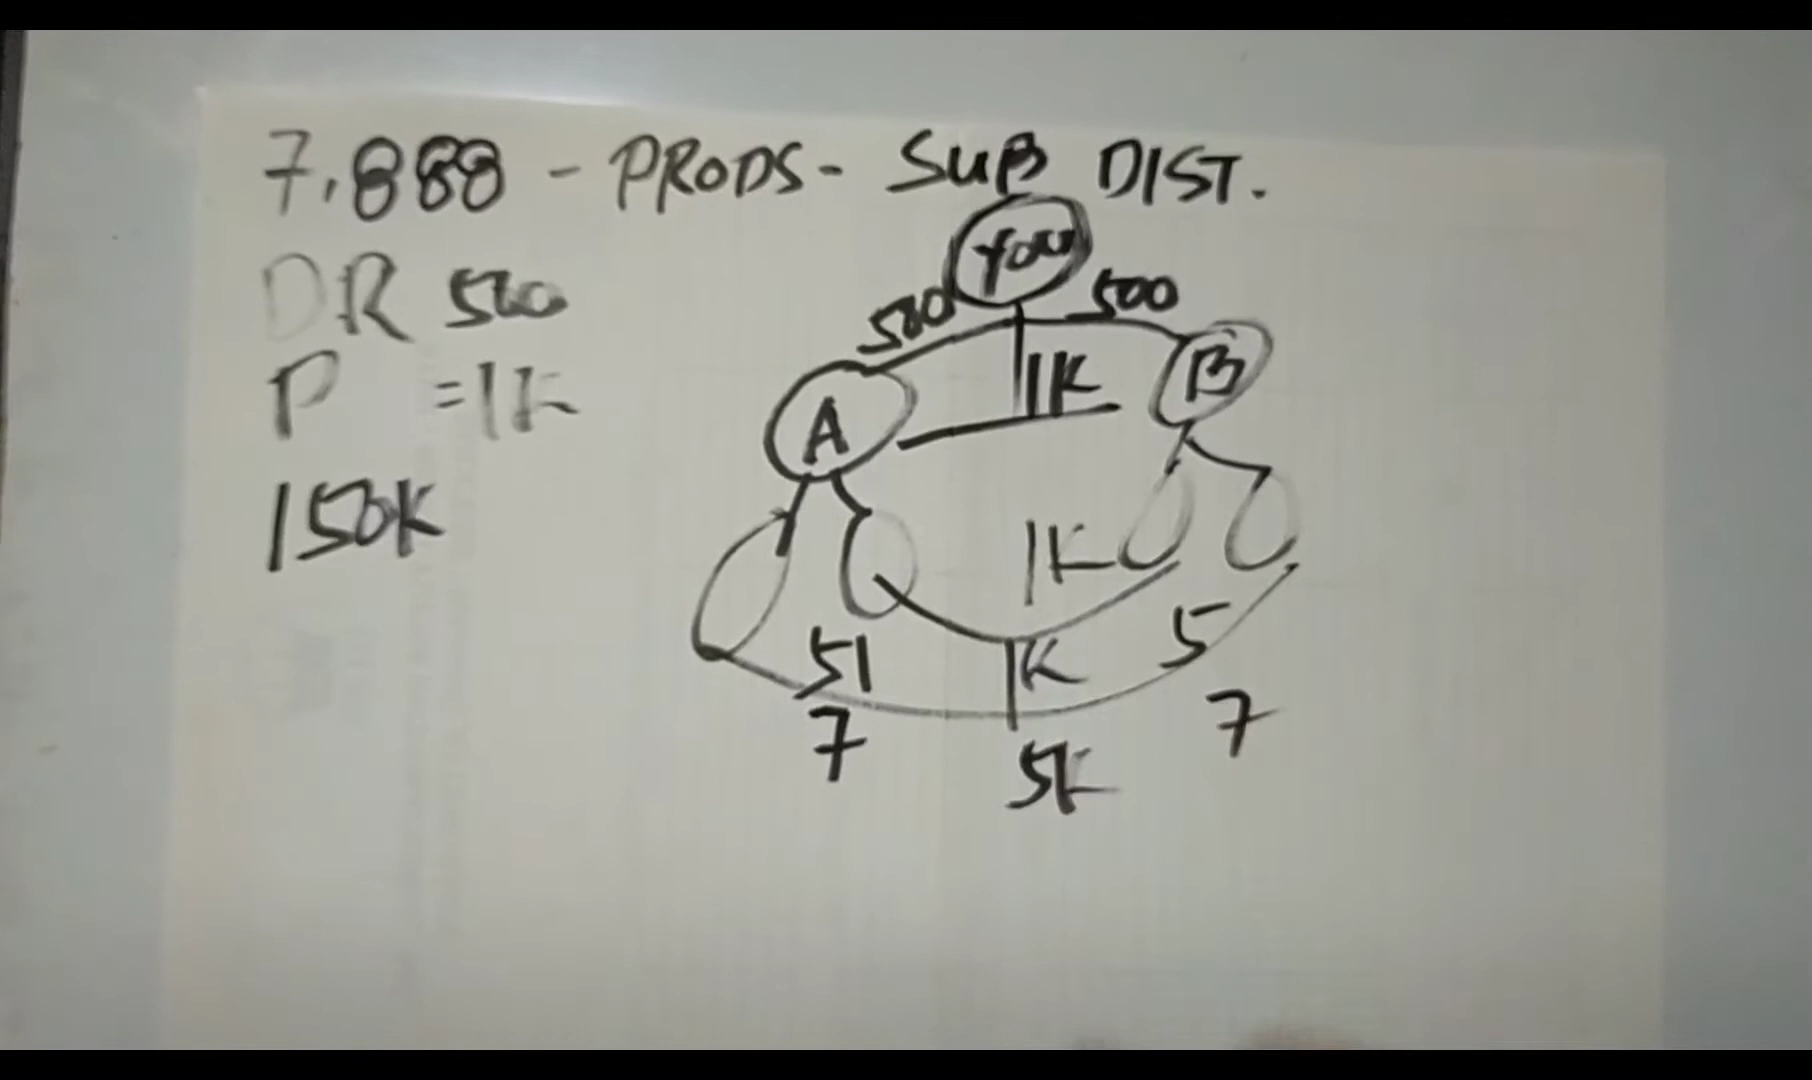 7,888 - PRODS - SUB DIST.
You
DR 500
500
500
P = 1K
1K
A
B
150K
1K
51
1K
5
7
7
5K